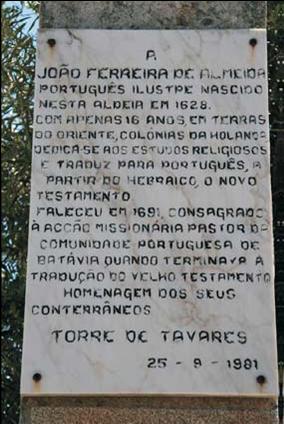 P.
JOÃO FERREIRA DE ALMEIDA
PORTUGUÊS ILUSTRE NASCIDO
NESTA ALDEIA EM 1628.
COM APENAS 16 ANOS, EM TERRAS
DO ORIENTE, COLÓNIAS DA HOLANDA
DEDICA-SE AOS ESTUDOS RELIGIOSOS
E TRADUZ PARA PORTUGUÊS, A
PARTIR DO HEBRAICO, O NOVO
TESTAMENTO.
FALECEU EM 1691, CONSAGRADO
À ACÇÃO MISSIONÁRIA PASTOR DA
COMUNIDADE PORTUGUESA DE
BATÁVIA QUANDO TERMINAVA A
TRADUÇÃO DO VELHO TESTAMENTO
HOMENAGEM DOS SEUS
CONTERRÂNEOS
TORRE DE TAVARES
25 - 9 - 1981